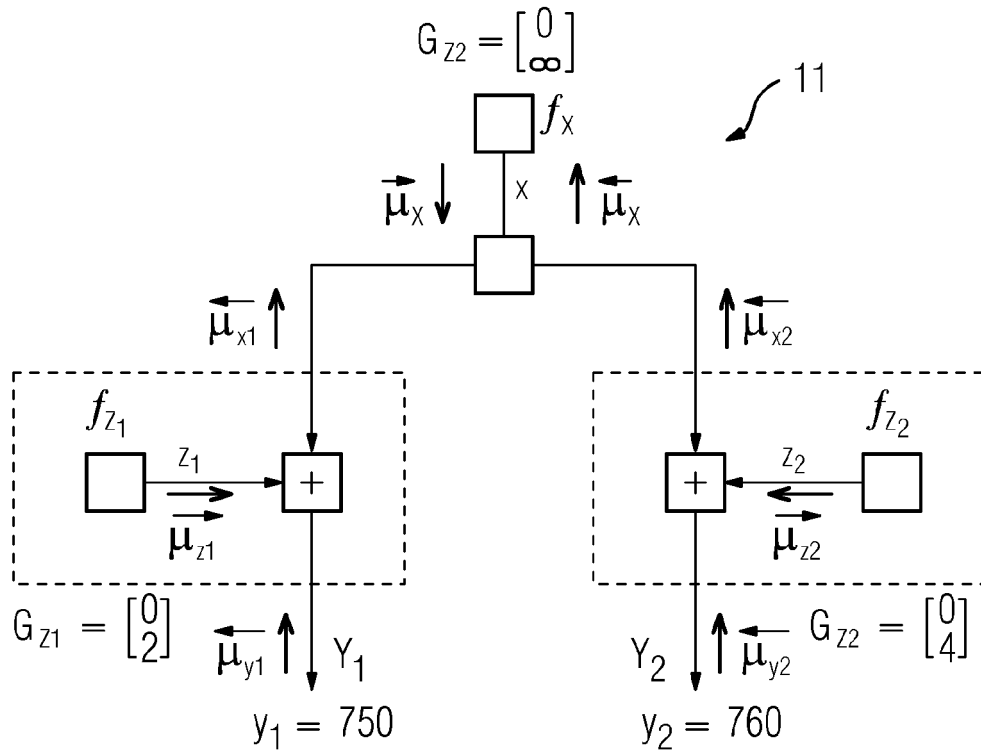 G_Z2 = [0 ∞]
11
f_X
→μ_X
x
←μ_X
←μ_x1
←μ_x2
f_Z1
f_Z2
z_1
z_2
+
+
→μ_z1
→μ_z2
G_Z1 = [0 2]
←μ_y1
Y_1
Y_2
←μ_y2
G_Z2 = [0 4]
y_1 = 750
y_2 = 760